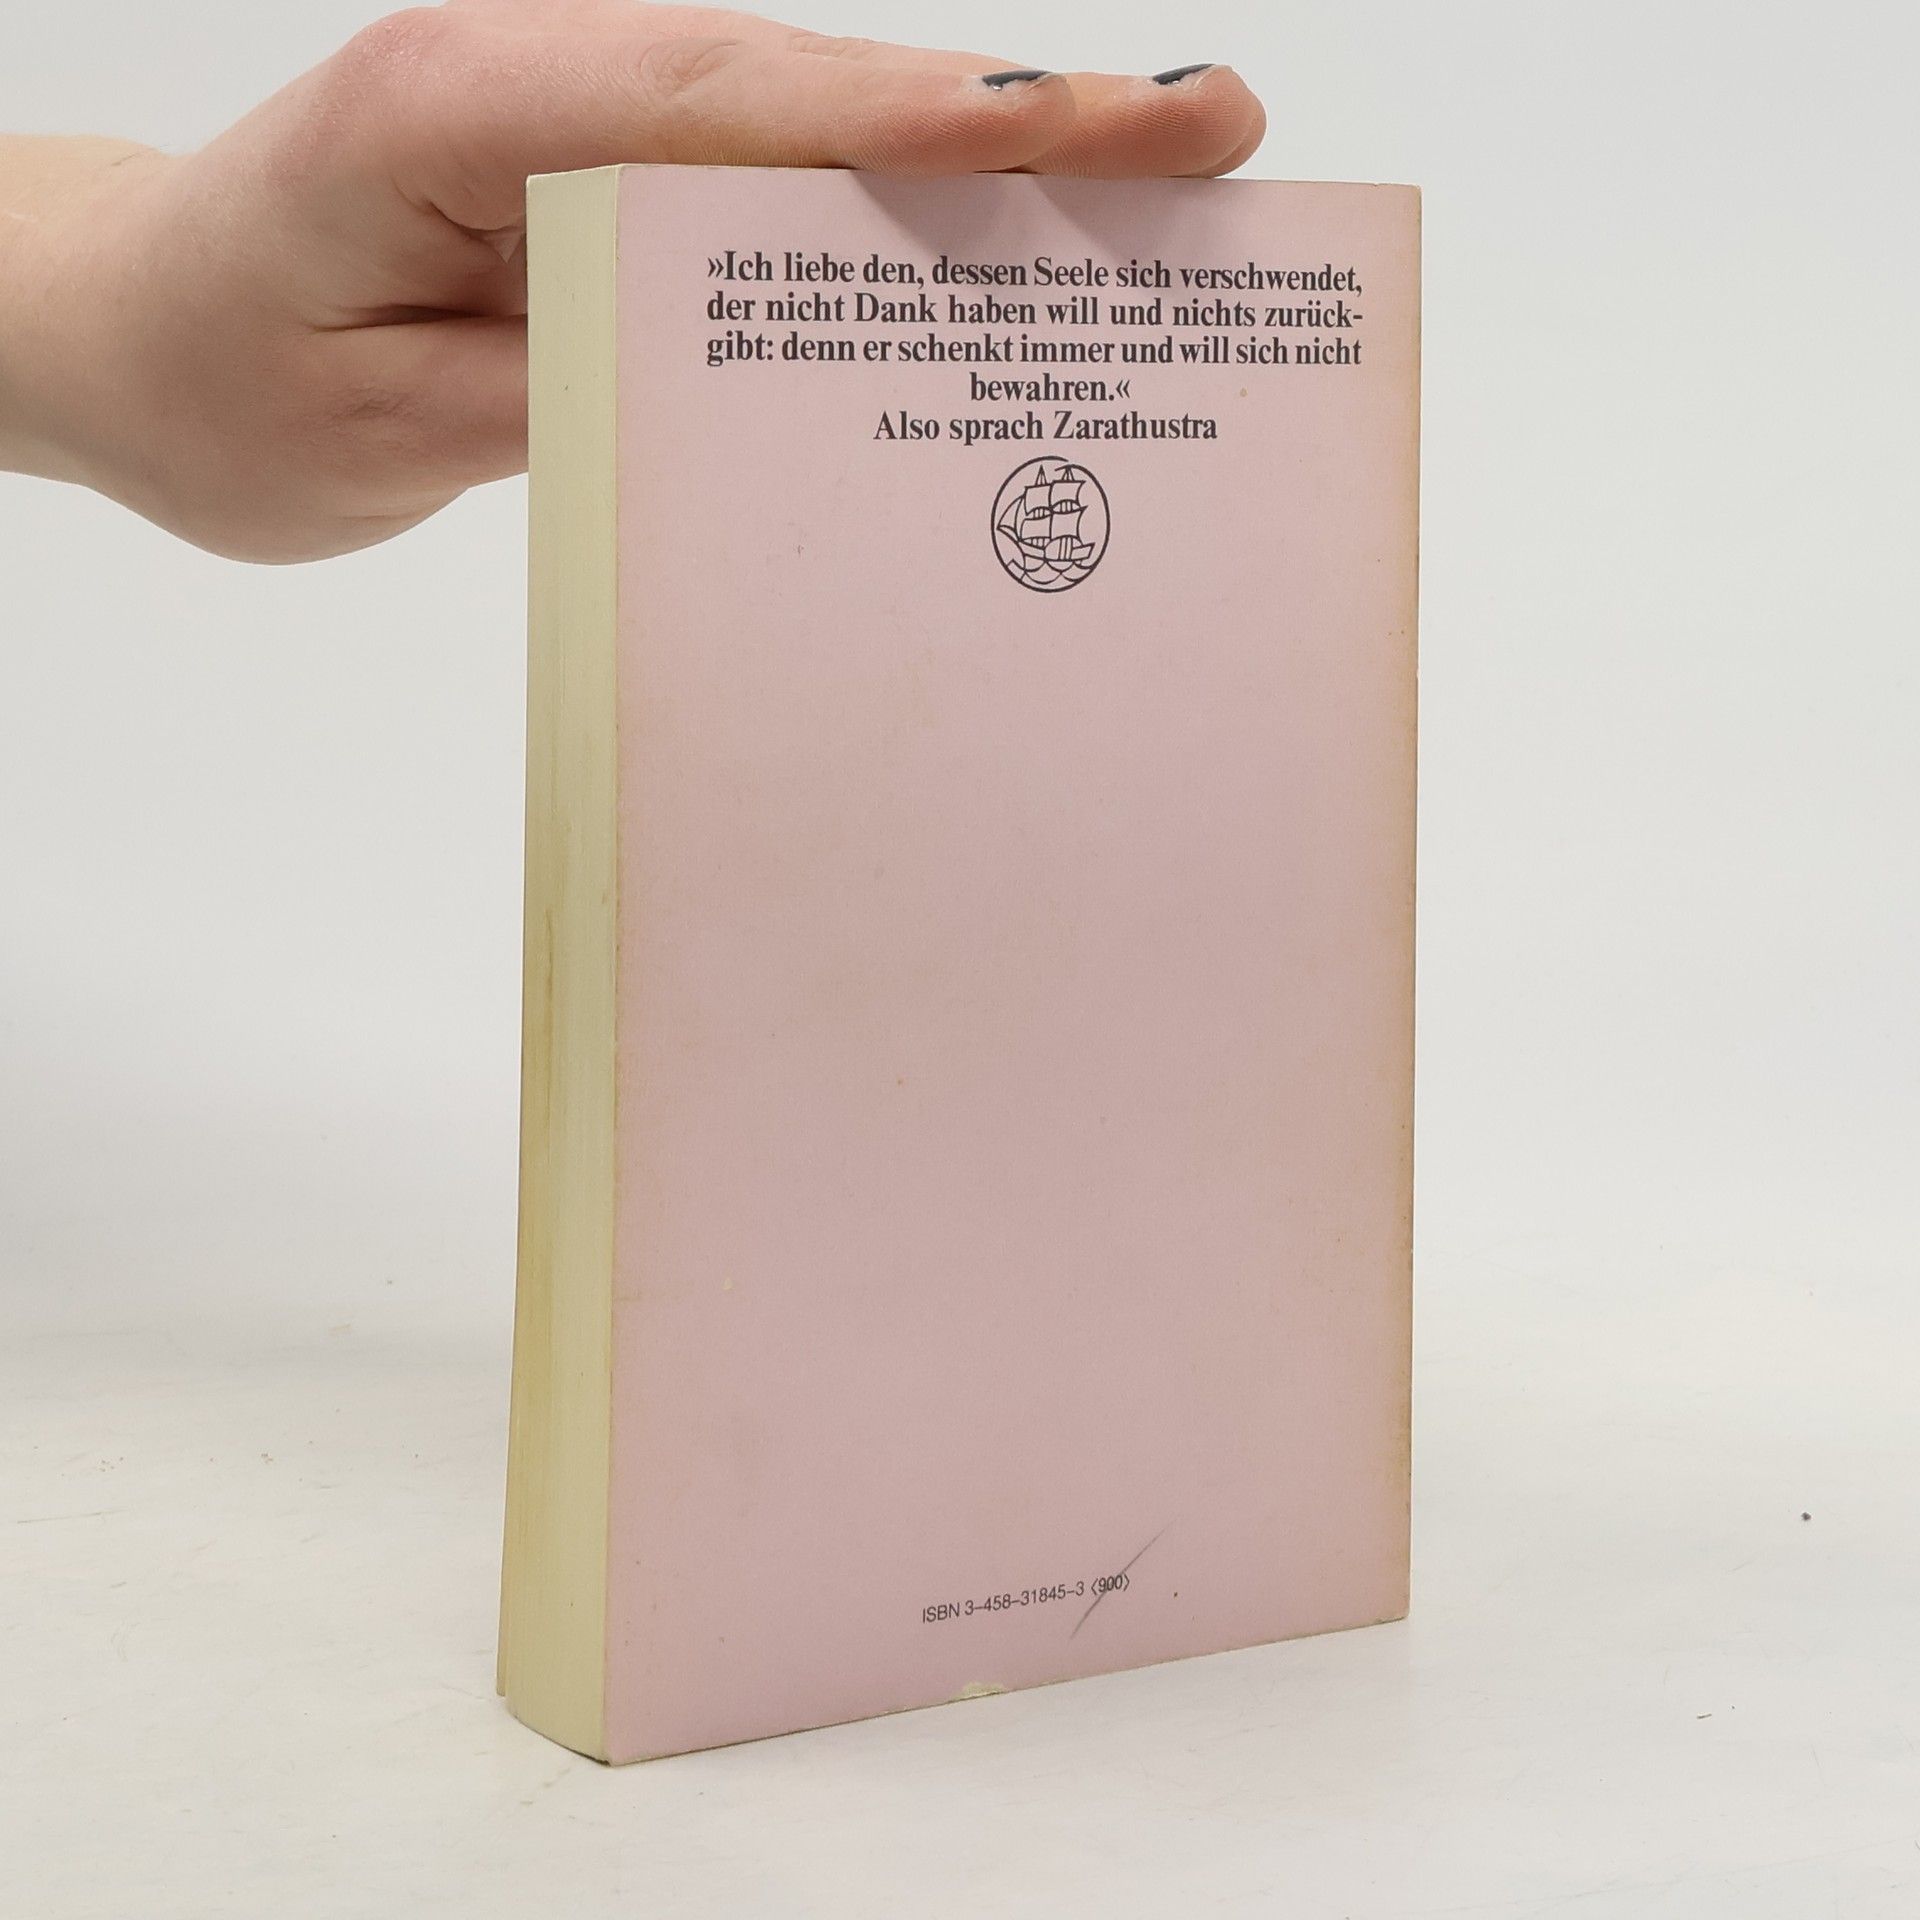 »Ich liebe den, dessen Seele sich verschwendet,
der nicht Dank haben will und nichts zurück-
gibt: denn er schenkt immer und will sich nicht
bewahren.«
Also sprach Zarathustra
ISBN 3–458–31845–3 ⟨900⟩